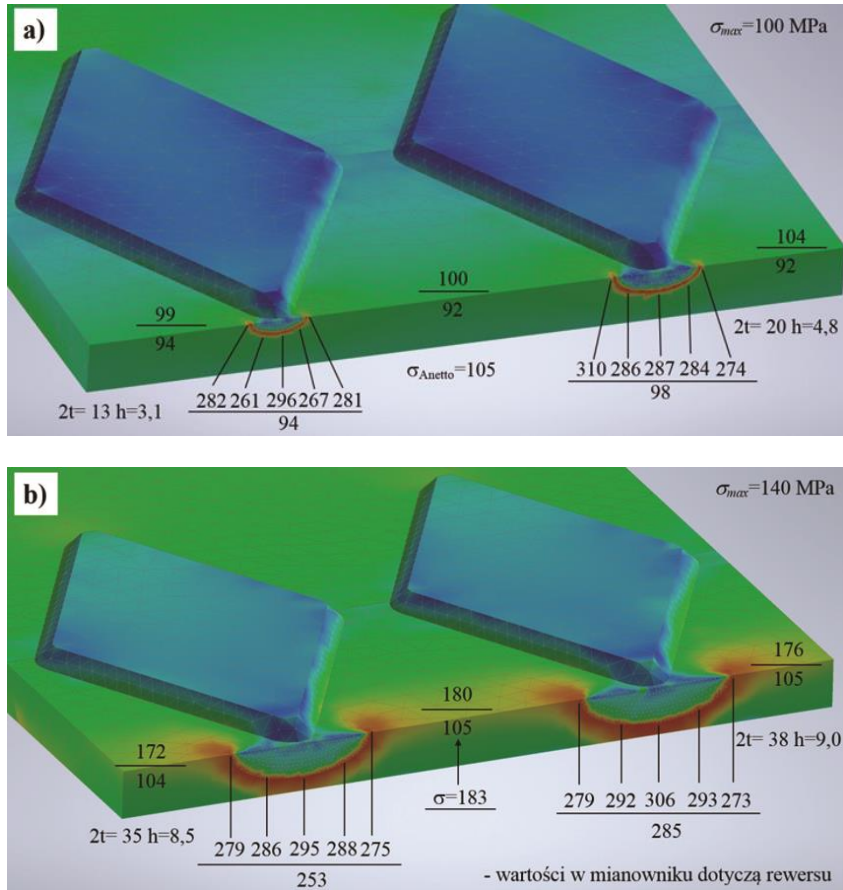 a)
σmax=100 MPa
104
92
100
92
99
94
2t= 20 h=4,8
σAnetto=105
310 286 287 284 274
98
282 261 296 267 281
94
2t= 13 h=3,1
b)
σmax=140 MPa
176
105
180
105
172
104
2t= 38 h=9,0
σ=183
279 292 306 293 273
285
2t= 35 h=8,5
279 286 295 288 275
253
- wartości w mianowniku dotyczą rewersu